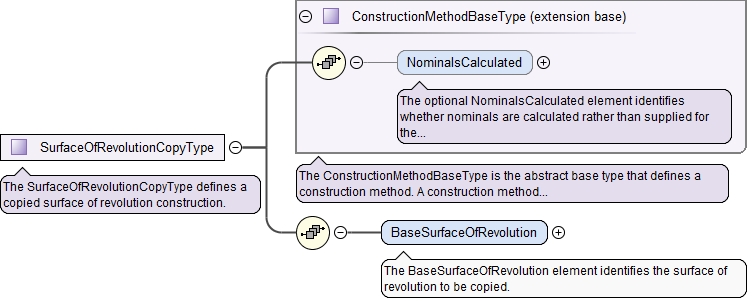 ConstructionMethodBaseType (extension base)
NominalsCalculated
The optional NominalsCalculated element identifies
whether nominals are calculated rather than supplied for
the...
SurfaceOfRevolutionCopyType
The SurfaceOfRevolutionCopyType defines a
copied surface of revolution construction.
The ConstructionMethodBaseType is the abstract base type that defines a
construction method. A construction method...
BaseSurfaceOfRevolution
The BaseSurfaceOfRevolution element identifies the surface of
revolution to be copied.